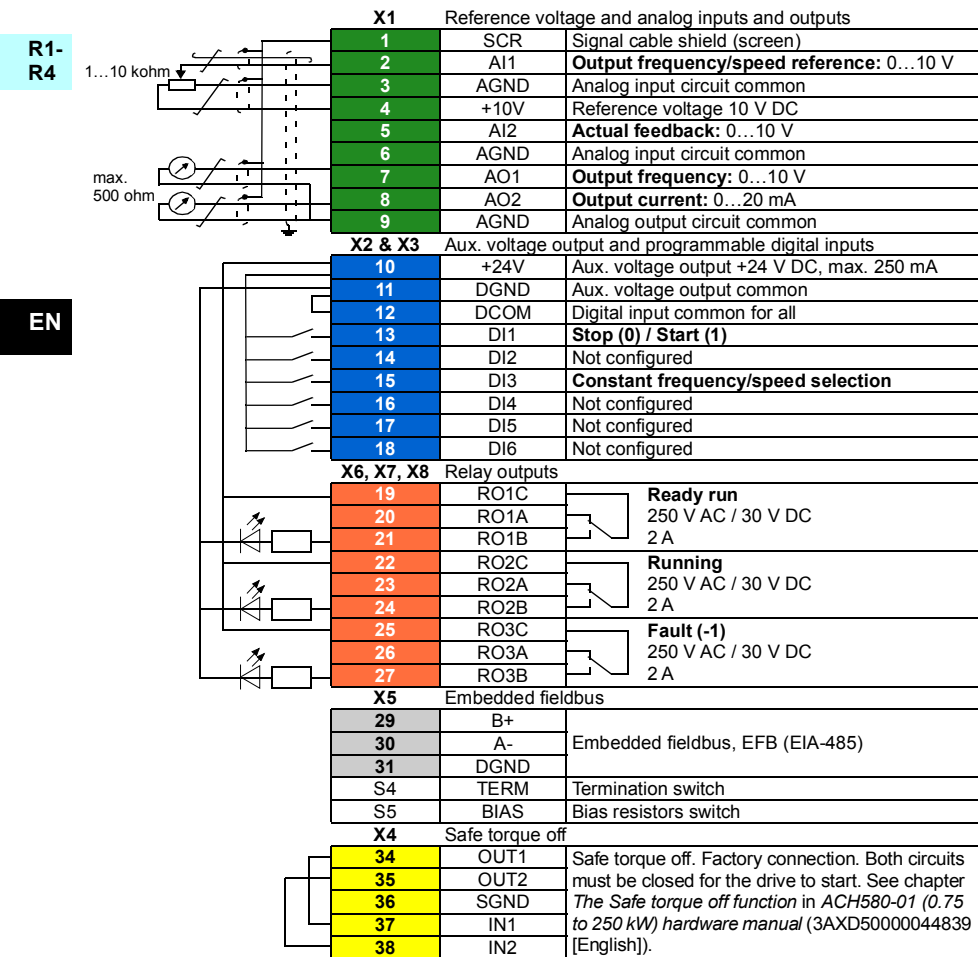 X1 Reference voltage and analog inputs and outputs
R1-
R4
1…10 kohm
1 SCR Signal cable shield (screen)
2 AI1 Output frequency/speed reference: 0…10 V
3 AGND Analog input circuit common
4 +10V Reference voltage 10 V DC
5 AI2 Actual feedback: 0…10 V
6 AGND Analog input circuit common
max.
500 ohm
7 AO1 Output frequency: 0…10 V
8 AO2 Output current: 0…20 mA
9 AGND Analog output circuit common
X2 & X3 Aux. voltage output and programmable digital inputs
10 +24V Aux. voltage output +24 V DC, max. 250 mA
11 DGND Aux. voltage output common
EN
12 DCOM Digital input common for all
13 DI1 Stop (0) / Start (1)
14 DI2 Not configured
15 DI3 Constant frequency/speed selection
16 DI4 Not configured
17 DI5 Not configured
18 DI6 Not configured
X6, X7, X8 Relay outputs
19 RO1C Ready run
20 RO1A 250 V AC / 30 V DC
21 RO1B 2 A
22 RO2C Running
23 RO2A 250 V AC / 30 V DC
24 RO2B 2 A
25 RO3C Fault (-1)
26 RO3A 250 V AC / 30 V DC
27 RO3B 2 A
X5 Embedded fieldbus
29 B+
30 A- Embedded fieldbus, EFB (EIA-485)
31 DGND
S4 TERM Termination switch
S5 BIAS Bias resistors switch
X4 Safe torque off
34 OUT1 Safe torque off. Factory connection. Both circuits
35 OUT2 must be closed for the drive to start. See chapter
36 SGND The Safe torque off function in ACH580-01 (0.75
37 IN1 to 250 kW) hardware manual (3AXD50000044839
38 IN2 [English]).